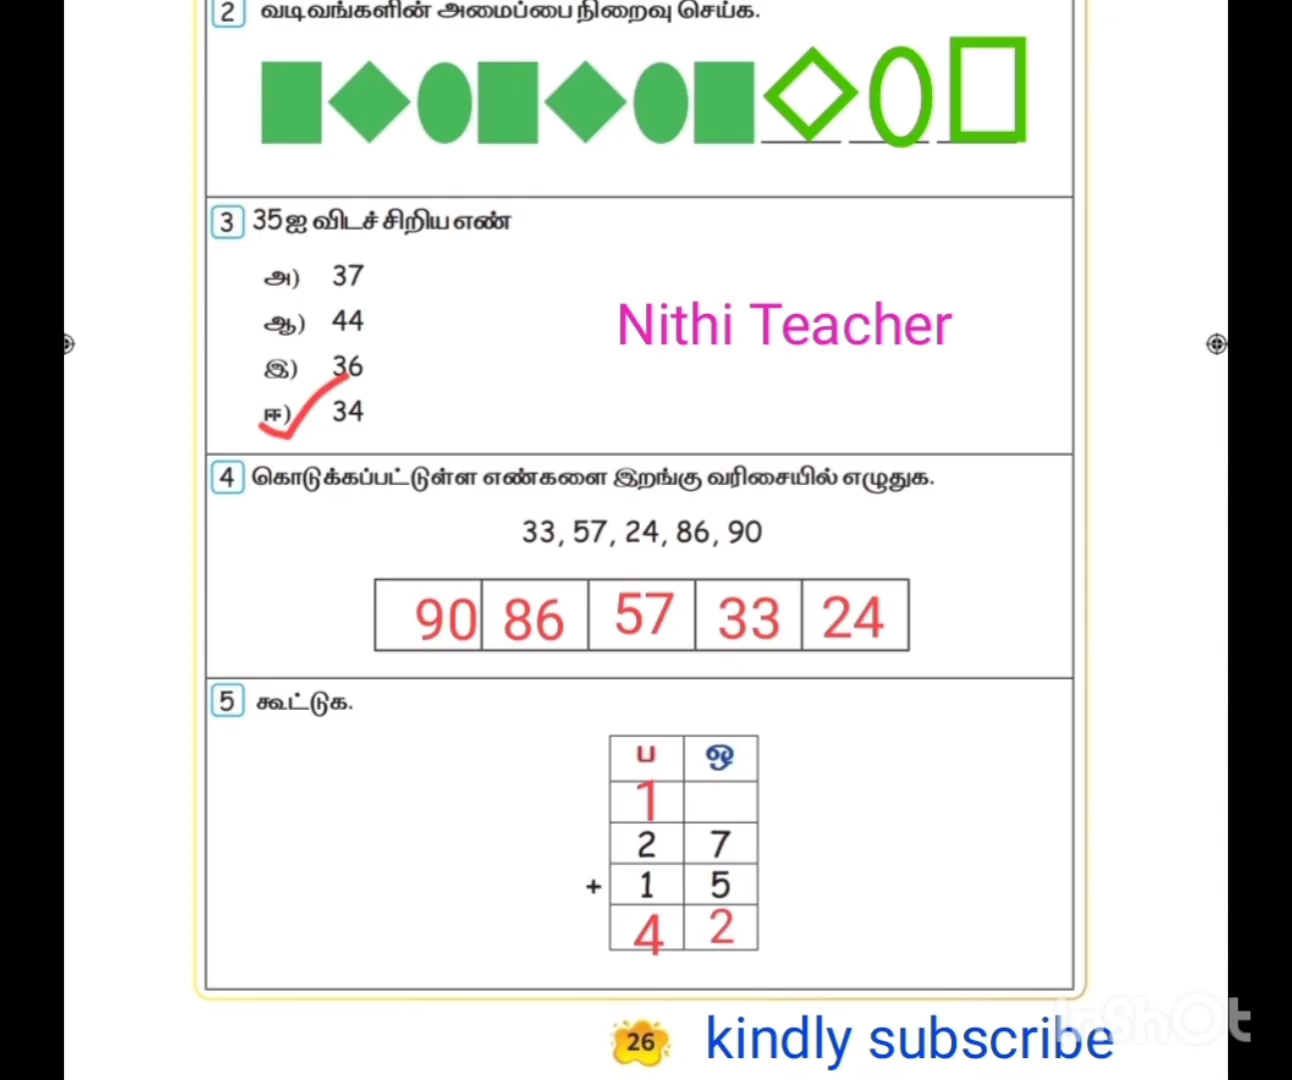 2 வடிவங்களின் அமைப்பை நிறைவு செய்க.
3 35ஐ விடச் சிறிய எண்
அ) 37
ஆ) 44
இ) 36
ஈ) 34
Nithi Teacher
4 கொடுக்கப்பட்டுள்ள எண்களை இறங்கு வரிசையில் எழுதுக.
33, 57, 24, 86, 90
90 86 57 33 24
5 கூட்டுக.
ப ஒ
1
2 7
+ 1 5
4 2
26
kindly subscribe
InShOt